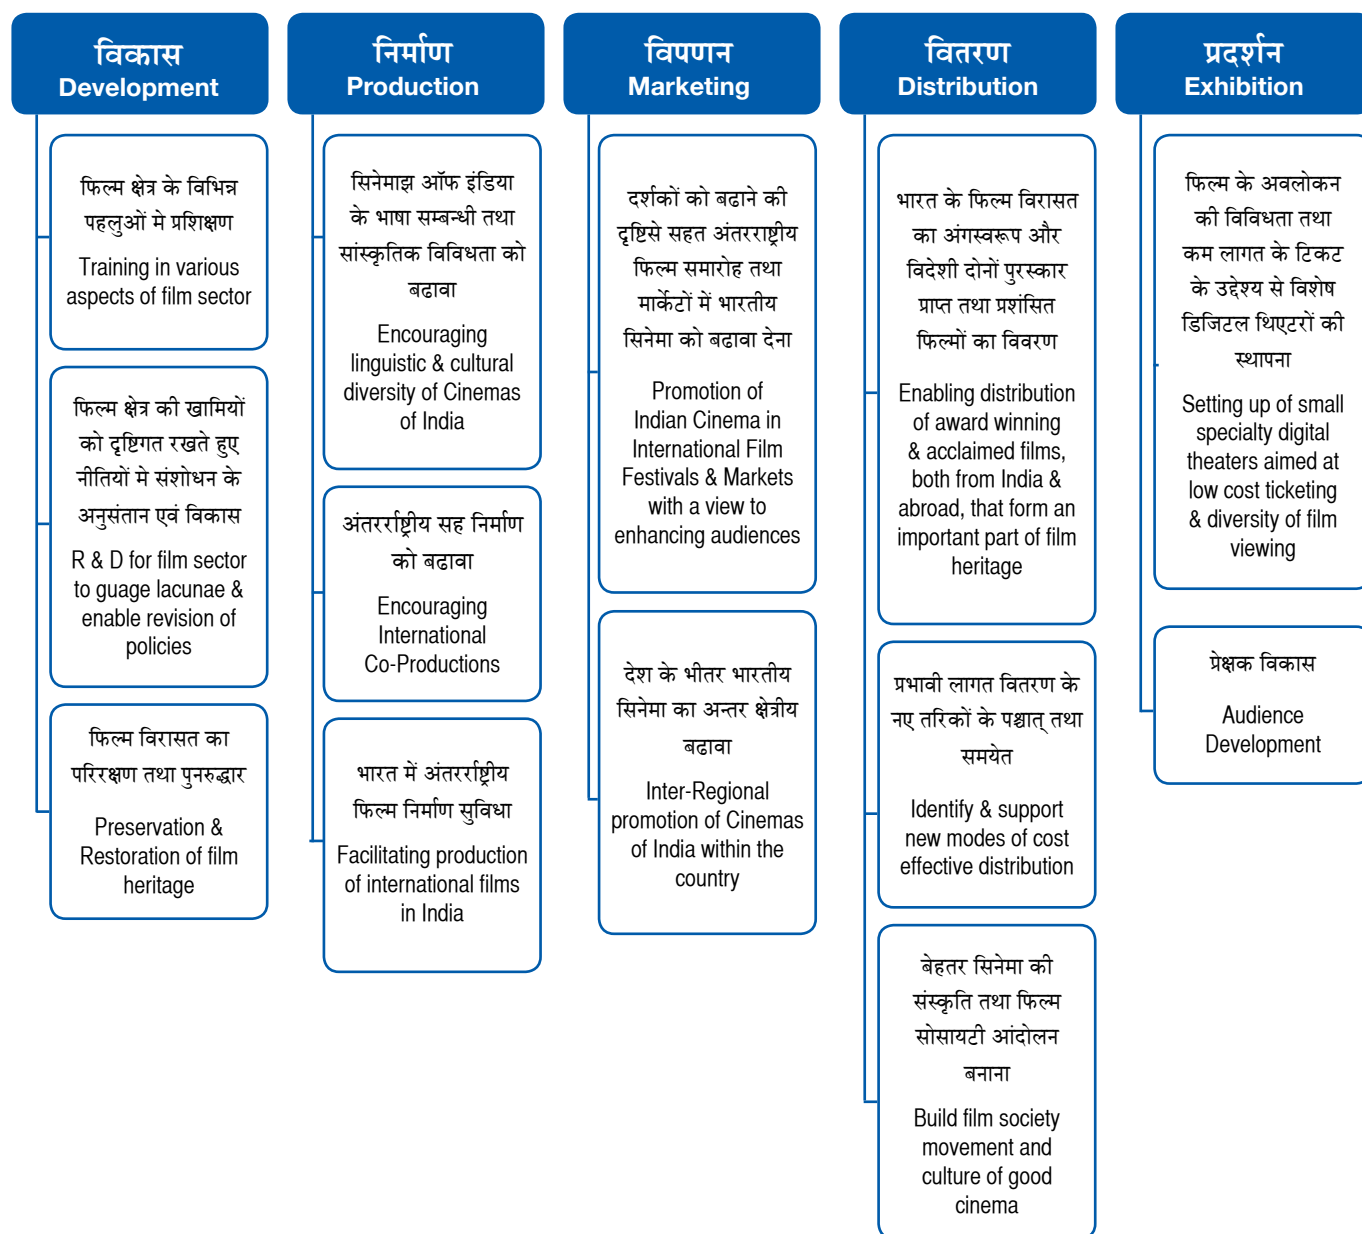 विकास
Development
फिल्म क्षेत्र के विभिन्न
पहलुओं मे प्रशिक्षण
Training in various
aspects of film sector
फिल्म क्षेत्र की खामियों
को दृष्टिगत रखते हुए
नीतियों मे संशोधन के
अनुसंतान एवं विकास
R & D for film sector
to guage lacunae &
enable revision of
policies
फिल्म विरासत का
परिरक्षण तथा पुनरुद्धार
Preservation &
Restoration of film
heritage
निर्माण
Production
सिनेमाझ ऑफ इंडिया
के भाषा सम्बन्धी तथा
सांस्कृतिक विविधता को
बढावा
Encouraging
linguistic & cultural
diversity of Cinemas
of India
अंतरर्राष्ट्रीय सह निर्माण
को बढावा
Encouraging
International
Co-Productions
भारत में अंतरर्राष्ट्रीय
फिल्म निर्माण सुविधा
Facilitating production
of international films
in India
विपणन
Marketing
दर्शकों को बढाने की
दृष्टिसे सहत अंतरराष्ट्रीय
फिल्म समारोह तथा
मार्केटों में भारतीय
सिनेमा को बढावा देना
Promotion of
Indian Cinema in
International Film
Festivals & Markets
with a view to
enhancing audiences
देश के भीतर भारतीय
सिनेमा का अन्तर क्षेत्रीय
बढावा
Inter-Regional
promotion of Cinemas
of India within the
country
वितरण
Distribution
भारत के फिल्म विरासत
का अंगस्वरूप और
विदेशी दोनों पुरस्कार
प्राप्त तथा प्रशंसित
फिल्मों का विवरण
Enabling distribution
of award winning
& acclaimed films,
both from India &
abroad, that form an
important part of film
heritage
प्रभावी लागत वितरण के
नए तरिकों के पश्चात् तथा
समयेत
Identify & support
new modes of cost
effective distribution
बेहतर सिनेमा की
संस्कृति तथा फिल्म
सोसायटी आंदोलन
बनाना
Build film society
movement and
culture of good
cinema
प्रदर्शन
Exhibition
फिल्म के अवलोकन
की विविधता तथा
कम लागत के टिकट
के उद्देश्य से विशेष
डिजिटल थिएटरों की
स्थापना
Setting up of small
specialty digital
theaters aimed at
low cost ticketing
& diversity of film
viewing
प्रेक्षक विकास
Audience
Development